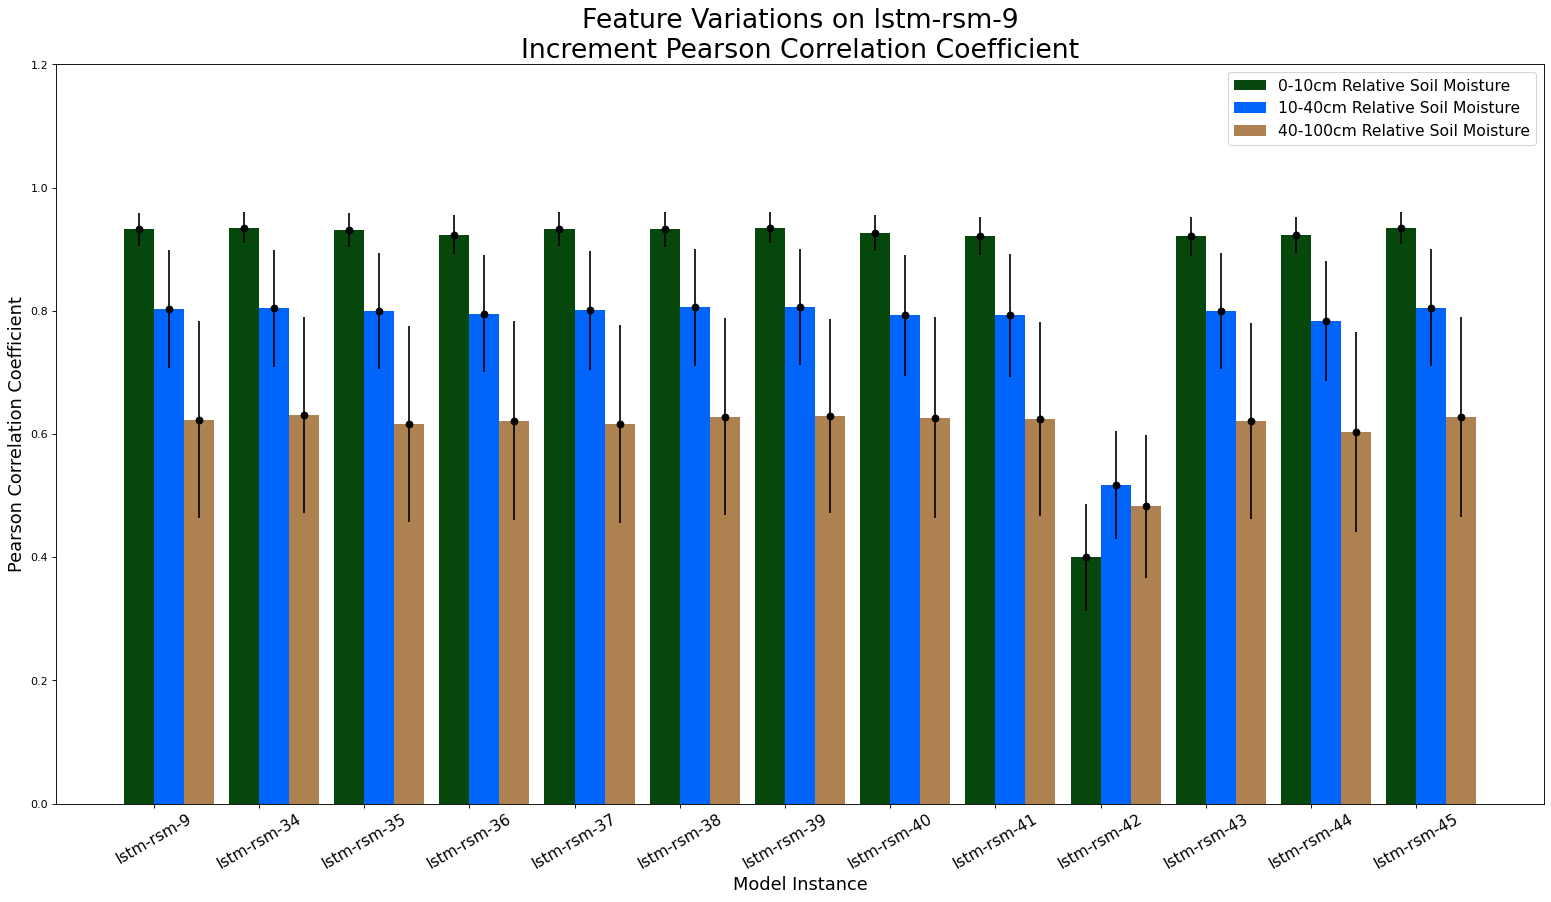 Feature Variations on lstm-rsm-9
Increment Pearson Correlation Coefficient
0-10cm Relative Soil Moisture
10-40cm Relative Soil Moisture
40-100cm Relative Soil Moisture
Pearson Correlation Coefficient
1.2
1.0
0.8
0.6
0.4
0.2
0.0
lstm-rsm-9
lstm-rsm-34
lstm-rsm-35
lstm-rsm-36
lstm-rsm-37
lstm-rsm-38
lstm-rsm-39
lstm-rsm-40
lstm-rsm-41
lstm-rsm-42
lstm-rsm-43
lstm-rsm-44
lstm-rsm-45
Model Instance